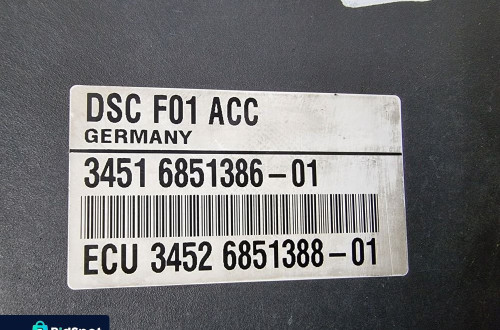 DSC F01 ACC
GERMANY
3451 6851386-01
ECU 3452 6851388-01